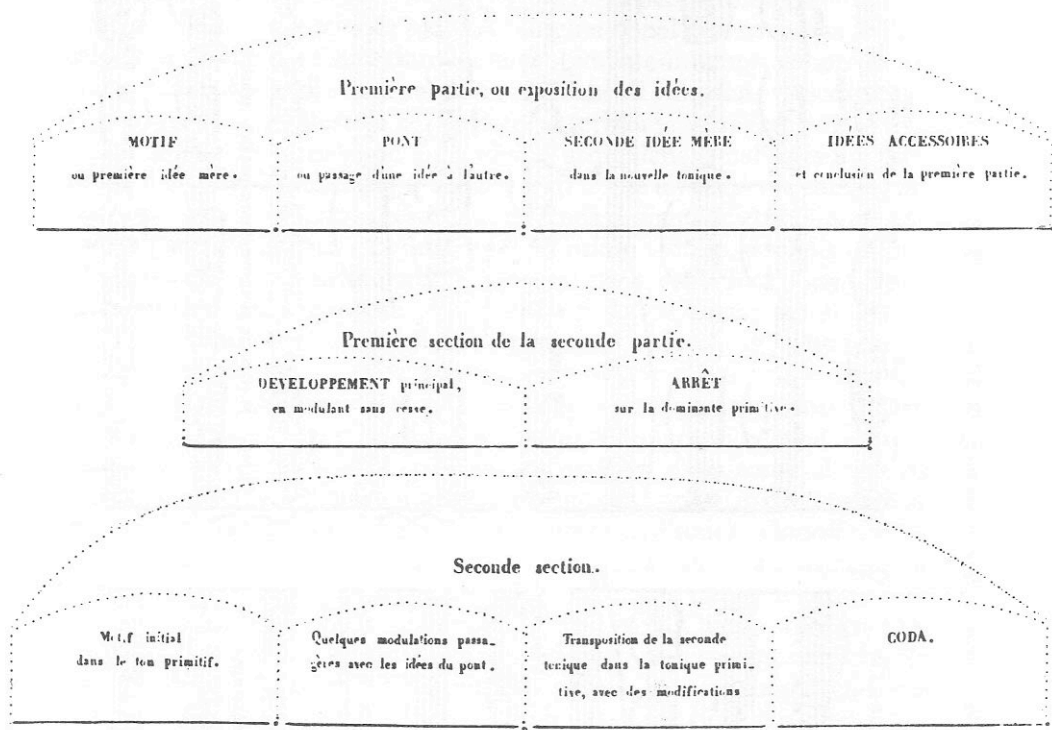 Première partie, ou exposition des idées.
MOTIF
ou première idée mère.
PONT
ou passage d'une idée à l'autre.
SECONDE IDÉE MÈRE
dans la nouvelle tonique.
IDÉES ACCESSOIRES
et conclusion de la première partie.
Première section de la seconde partie.
DEVELOPPEMENT principal,
en modulant sans cesse.
ARRÊT
sur la dominante primitive.
Seconde section.
Motif initial
dans le ton primitif.
Quelques modulations passa-
gères avec les idées du pont.
Transposition de la seconde
tonique dans la tonique primi-
tive, avec des modifications
CODA.